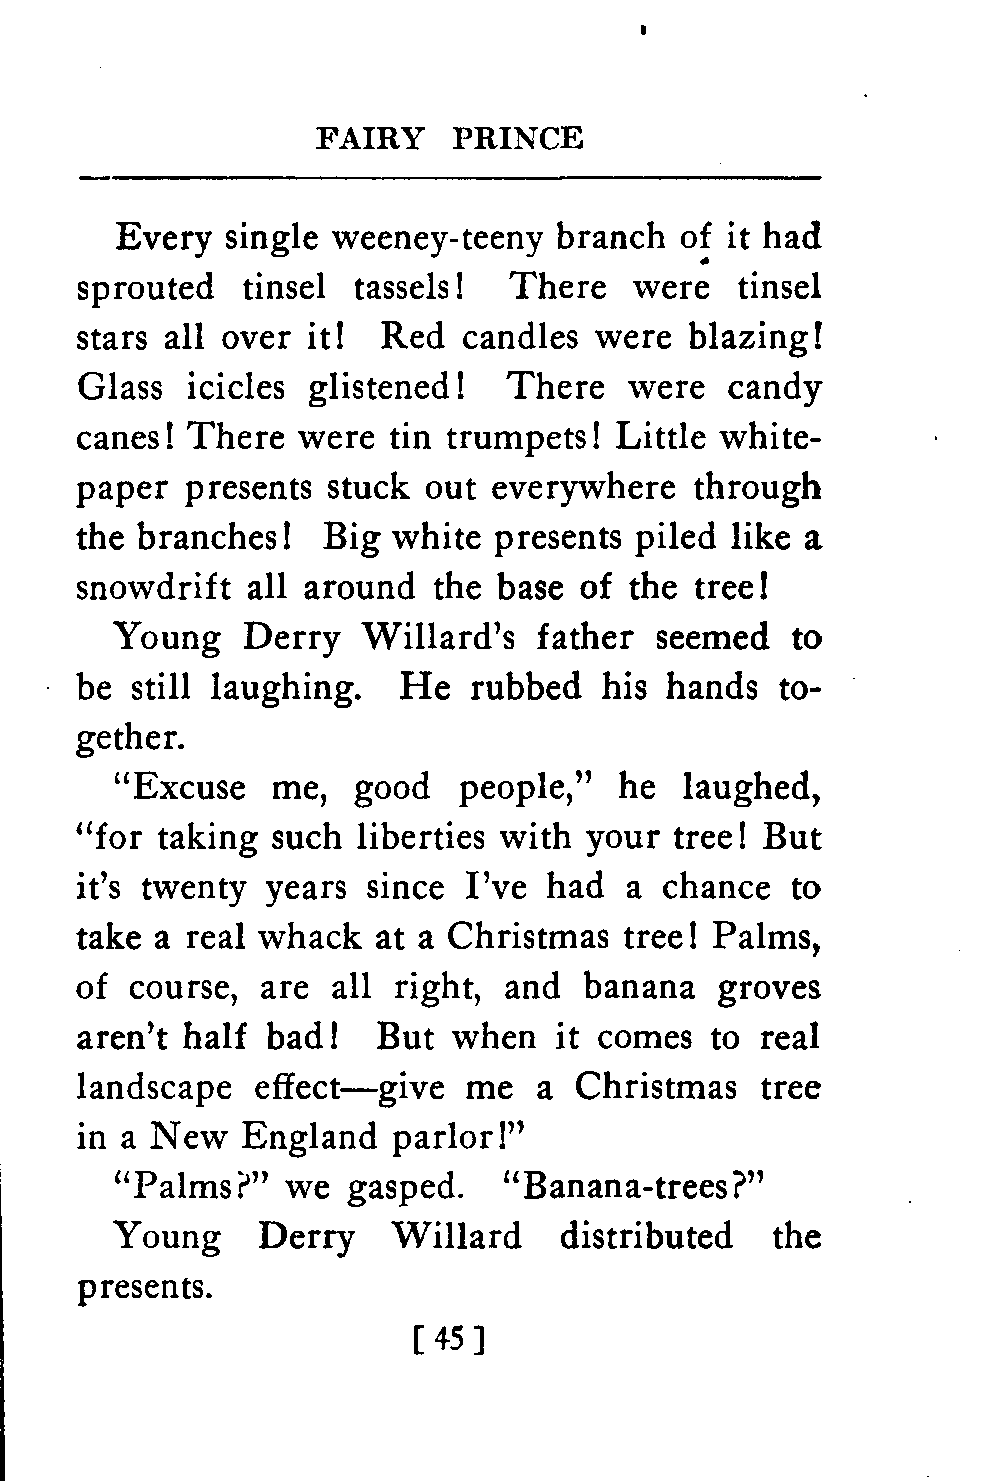 FAIRY PRINCE
Every single weeney-teeny branch of it had
sprouted tinsel tassels! There were tinsel
stars all over it! Red candles were blazing!
Glass icicles glistened! There were candy
canes! There were tin trumpets! Little white-
paper presents stuck out everywhere through
the branches! Big white presents piled like a
snowdrift all around the base of the tree!
Young Derry Willard's father seemed to
be still laughing. He rubbed his hands to-
gether.
“Excuse me, good people,” he laughed,
“for taking such liberties with your tree! But
it's twenty years since I've had a chance to
take a real whack at a Christmas tree! Palms,
of course, are all right, and banana groves
aren't half bad! But when it comes to real
landscape effect—give me a Christmas tree
in a New England parlor!”
“Palms?” we gasped. “Banana-trees?”
Young Derry Willard distributed the
presents.
[ 45 ]